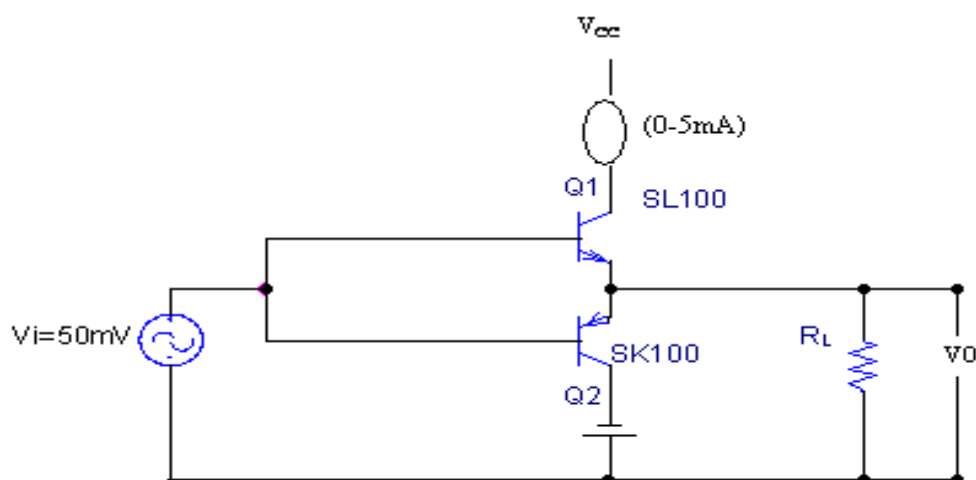 Vcc
(0-5mA)
Q1
SL100
Vi=50mV
SK100
RL
V0
Q2